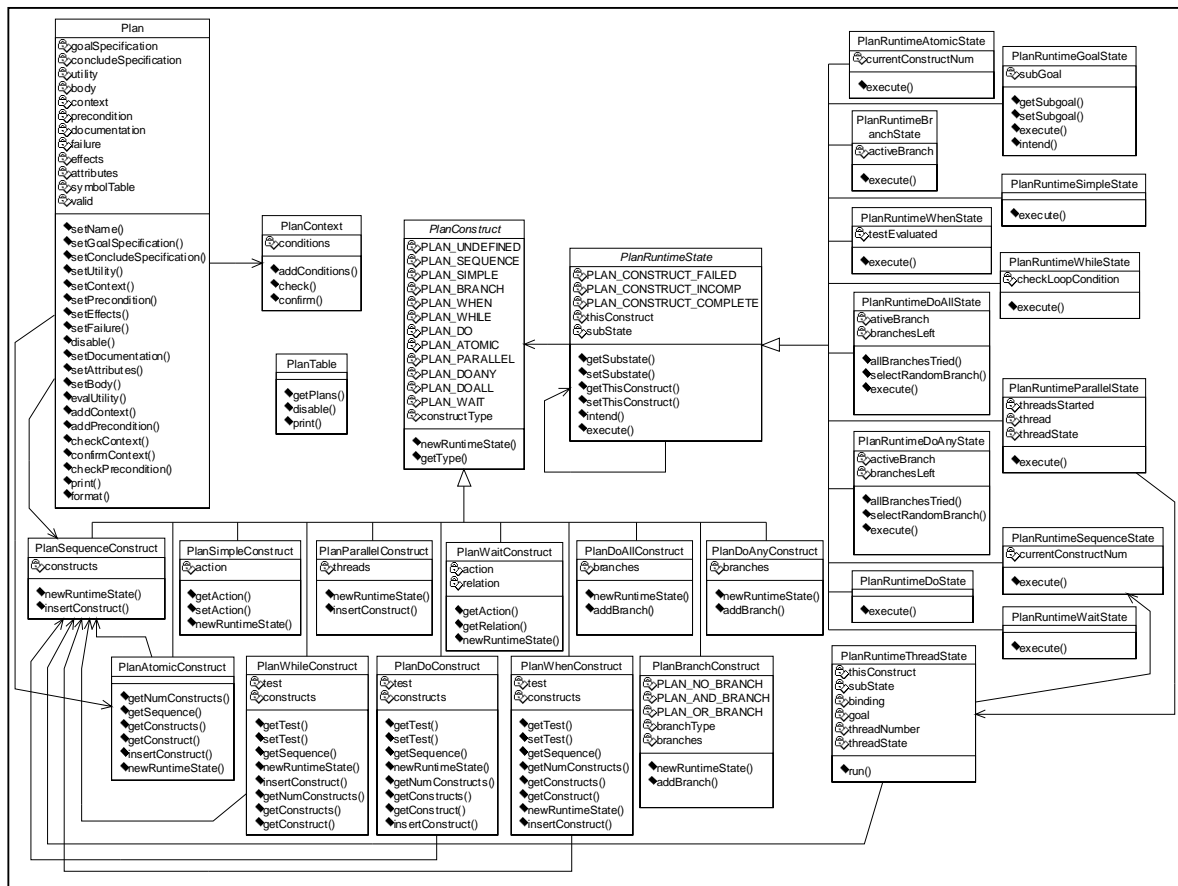 Plan
goalSpecification
concludeSpecification
utility
body
context
precondition
documentation
failure
effects
attributes
symbolTable
valid
setName()
setGoalSpecification()
setConcludeSpecification()
setUtility()
setContext()
setPrecondition()
setEffects()
setFailure()
disable()
setDocumentation()
setAttributes()
setBody()
evalUtility()
addContext()
addPrecondition()
checkContext()
confirmContext()
checkPrecondition()
print()
format()
PlanContext
conditions
addConditions()
check()
confirm()
PlanTable
getPlans()
disable()
print()
PlanConstruct
PLAN_UNDEFINED
PLAN_SEQUENCE
PLAN_SIMPLE
PLAN_BRANCH
PLAN_WHEN
PLAN_WHILE
PLAN_DO
PLAN_ATOMIC
PLAN_PARALLEL
PLAN_DOANY
PLAN_DOALL
PLAN_WAIT
constructType
newRuntimeState()
getType()
PlanRuntimeState
PLAN_CONSTRUCT_FAILED
PLAN_CONSTRUCT_INCOMP
PLAN_CONSTRUCT_COMPLETE
thisConstruct
subState
getSubstate()
setSubstate()
getThisConstruct()
setThisConstruct()
intend()
execute()
PlanRuntimeAtomicState
currentConstructNum
execute()
PlanRuntimeGoalState
subGoal
getSubgoal()
setSubgoal()
execute()
intend()
PlanRuntimeBr
anchState
activeBranch
execute()
PlanRuntimeSimpleState
execute()
PlanRuntimeWhenState
testEvaluated
execute()
PlanRuntimeWhileState
checkLoopCondition
execute()
PlanRuntimeDoAllState
ativeBranch
branchesLeft
allBranchesTried()
selectRandomBranch()
execute()
PlanRuntimeParallelState
threadsStarted
thread
threadState
execute()
PlanRuntimeDoAnyState
activeBranch
branchesLeft
allBranchesTried()
selectRandomBranch()
execute()
PlanRuntimeSequenceState
currentConstructNum
execute()
PlanRuntimeDoState
execute()
PlanRuntimeWaitState
execute()
PlanRuntimeThreadState
thisConstruct
subState
binding
goal
threadNumber
threadState
run()
PlanSequenceConstruct
constructs
newRuntimeState()
insertConstruct()
PlanSimpleConstruct
action
getAction()
setAction()
newRuntimeState()
PlanParallelConstruct
threads
newRuntimeState()
insertConstruct()
PlanWaitConstruct
action
relation
getAction()
getRelation()
newRuntimeState()
PlanDoAllConstruct
branches
newRuntimeState()
addBranch()
PlanDoAnyConstruct
branches
newRuntimeState()
addBranch()
PlanAtomicConstruct
getNumConstructs()
getSequence()
getConstructs()
getConstruct()
insertConstruct()
newRuntimeState()
PlanWhileConstruct
test
constructs
getTest()
setTest()
getSequence()
newRuntimeState()
insertConstruct()
getNumConstructs()
getConstructs()
getConstruct()
PlanDoConstruct
test
constructs
getTest()
setTest()
getSequence()
newRuntimeState()
getNumConstructs()
getConstructs()
getConstruct()
insertConstruct()
PlanWhenConstruct
test
constructs
getTest()
setTest()
getSequence()
getNumConstructs()
getConstructs()
getConstruct()
newRuntimeState()
insertConstruct()
PlanBranchConstruct
PLAN_NO_BRANCH
PLAN_AND_BRANCH
PLAN_OR_BRANCH
branchType
branches
newRuntimeState()
addBranch()